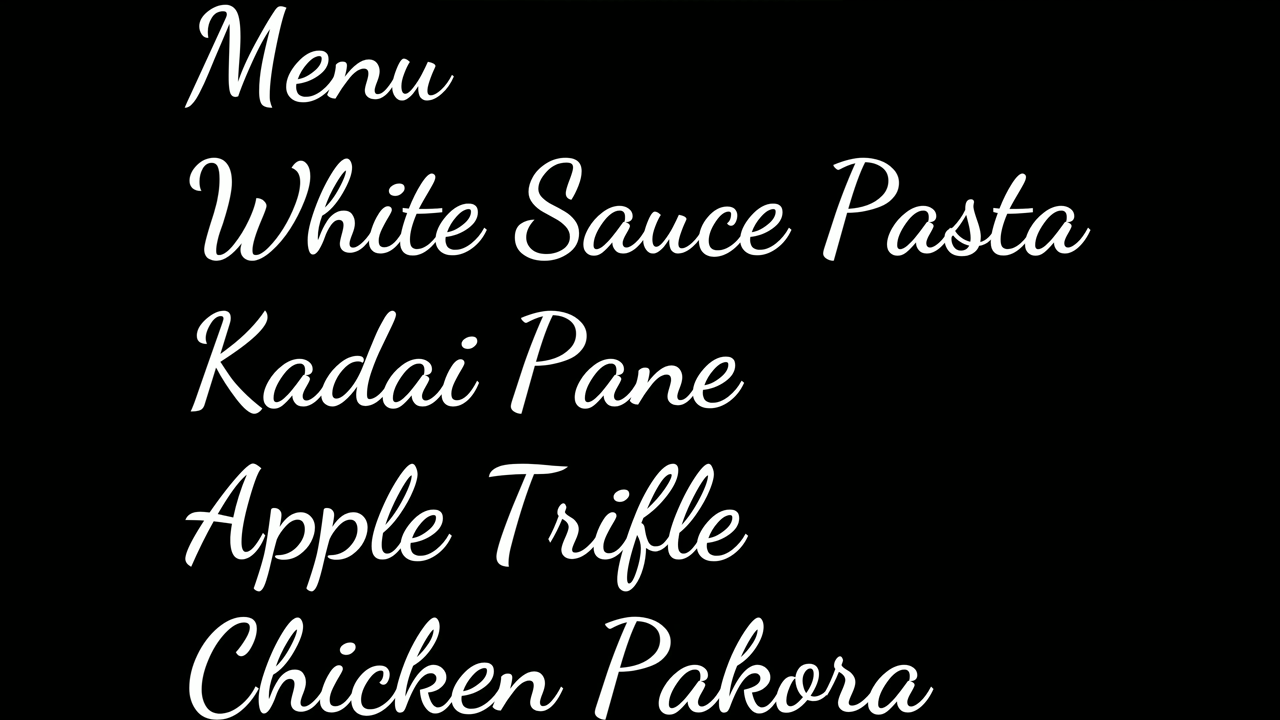 Menu
White Sauce Pasta
Kadai Pane
Apple Trifle
Chicken Pakora